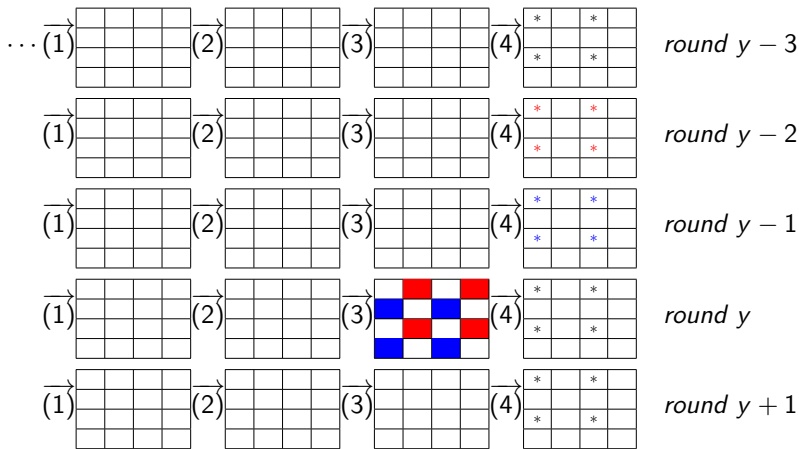 ··· (1) (2) (3) (4) * * * * round y − 3
(1) (2) (3) (4) * * * * round y − 2
(1) (2) (3) (4) * * * * round y − 1
(1) (2) (3) (4) * * * * round y
(1) (2) (3) (4) * * * * round y + 1